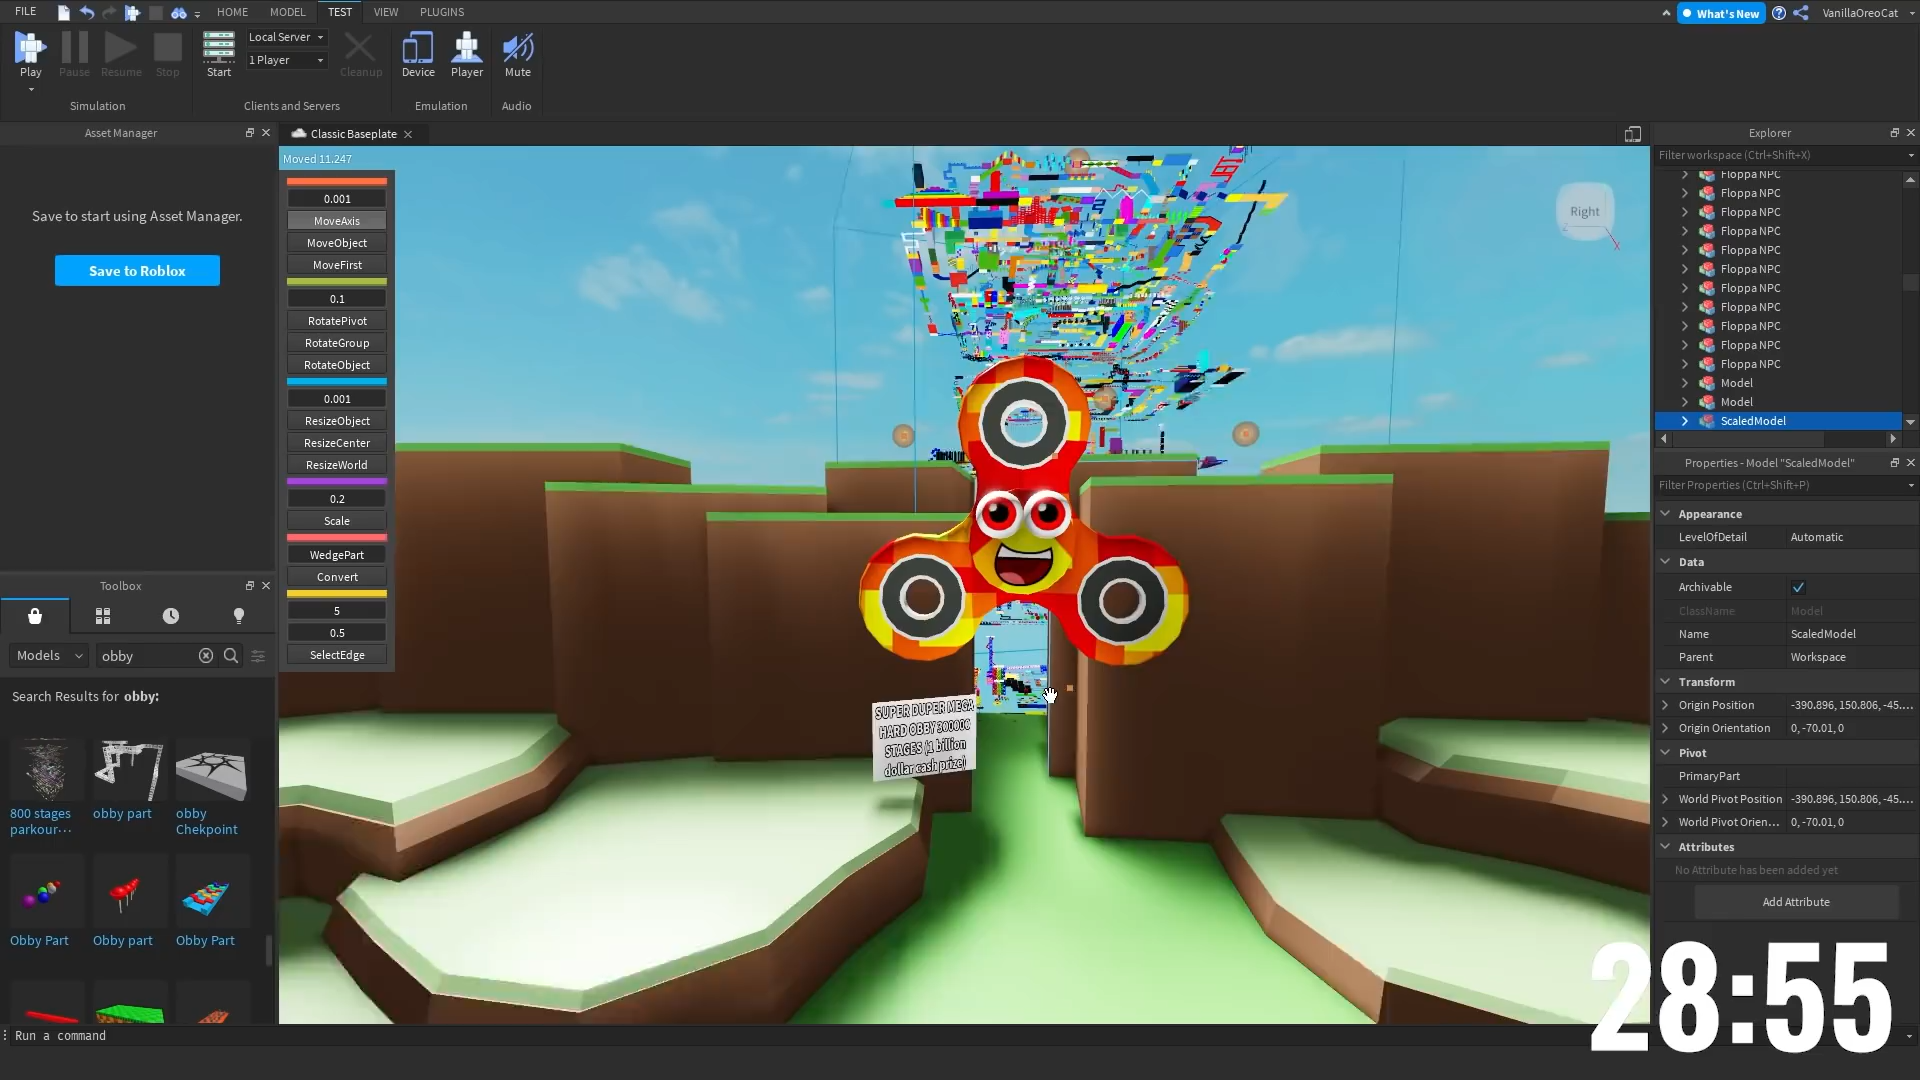 FILE
HOME
MODEL
TEST
VIEW
PLUGINS
What's New
VanillaOreoCat
Play
Pause
Resume
Stop
Simulation
Start
Local Server
1 Player
Cleanup
Clients and Servers
Device
Player
Emulation
Mute
Audio
Asset Manager
Save to start using Asset Manager.
Save to Roblox
Toolbox
Models
obby
Search Results for obby:
800 stages
parkour...
obby part
obby
Chekpoint
Obby Part
Obby part
Obby Part
Run a command
Classic Baseplate
Moved 11.247
0.001
MoveAxis
MoveObject
MoveFirst
0.1
RotatePivot
RotateGroup
RotateObject
0.001
ResizeObject
ResizeCenter
ResizeWorld
0.2
Scale
WedgePart
Convert
5
0.5
SelectEdge
Right
SUPER DUPER MEGA
HARD OBBY 300000
STAGES (1 billion
dollar cash prize)
Explorer
Filter workspace (Ctrl+Shift+X)
Floppa NPC
Floppa NPC
Floppa NPC
Floppa NPC
Floppa NPC
Floppa NPC
Floppa NPC
Floppa NPC
Floppa NPC
Floppa NPC
Floppa NPC
Model
Model
ScaledModel
Properties - Model "ScaledModel"
Filter Properties (Ctrl+Shift+P)
Appearance
LevelOfDetail Automatic
Data
Archivable
ClassName Model
Name ScaledModel
Parent Workspace
Transform
Origin Position -390.896, 150.806, -45....
Origin Orientation 0, -70.01, 0
Pivot
PrimaryPart
World Pivot Position -390.896, 150.806, -45....
World Pivot Orien... 0, -70.01, 0
Attributes
No Attribute has been added yet
Add Attribute
28:55